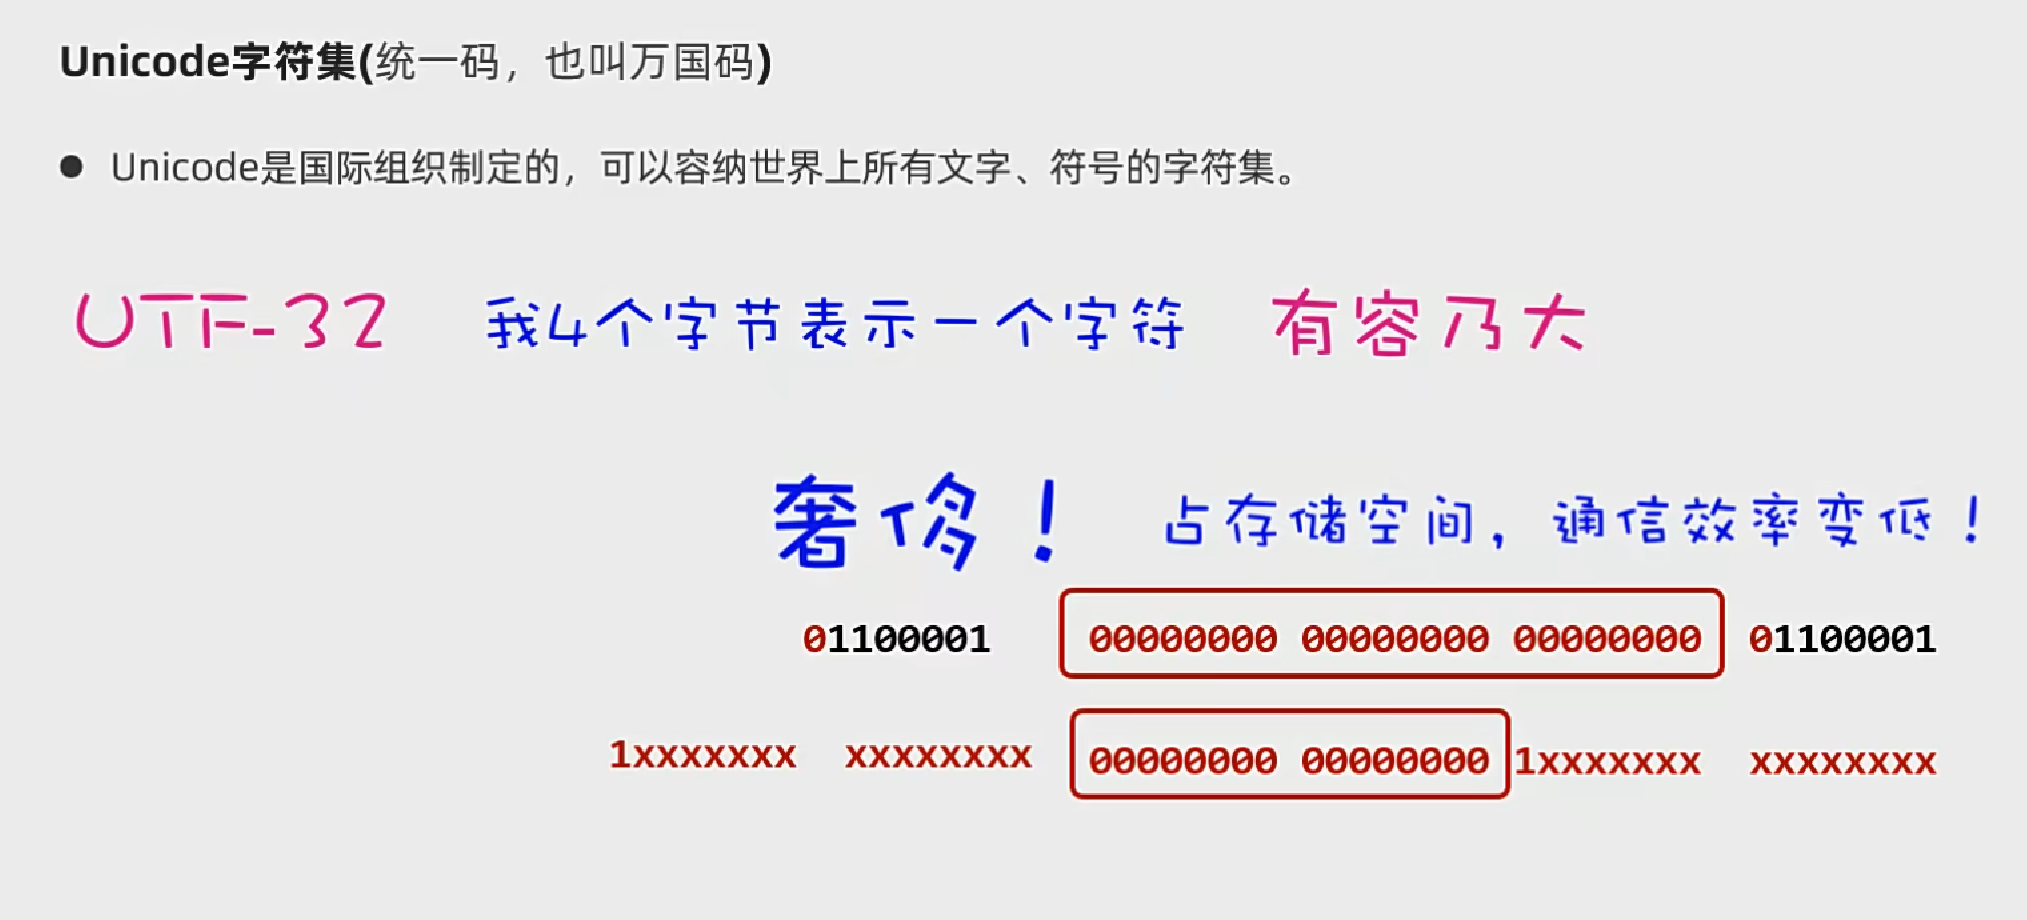 Unicode字符集(统一码，也叫万国码)
● Unicode是国际组织制定的，可以容纳世界上所有文字、符号的字符集。
UTF-32 我4个字节表示一个字符 有容乃大
奢侈！ 占存储空间，通信效率变低！
01100001 00000000 00000000 00000000 01100001
1xxxxxxx xxxxxxxx 00000000 00000000 1xxxxxxx xxxxxxxx